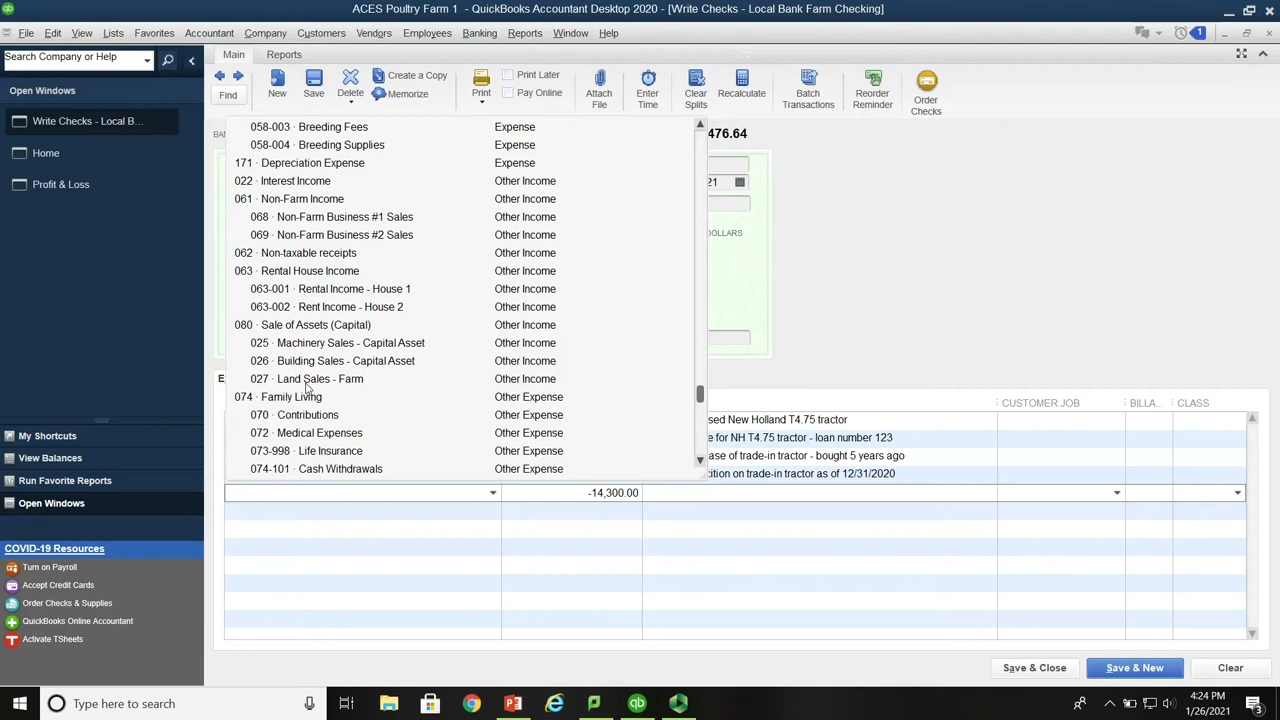 ACES Poultry Farm 1 - QuickBooks Accountant Desktop 2020 - [Write Checks - Local Bank Farm Checking]
File Edit View Lists Favorites Accountant Company Customers Vendors Employees Banking Reports Window Help
1
Search Company or Help
Main Reports
Find
New
Save
Delete
Create a Copy
Memorize
Print
Print Later
Pay Online
Attach File
Enter Time
Clear Splits
Recalculate
Batch Transactions
Reorder Reminder
Order Checks
Open Windows
Write Checks - Local B...
Home
Profit & Loss
476.64
21
DOLLARS
058-003 · Breeding Fees Expense
058-004 · Breeding Supplies Expense
171 · Depreciation Expense Expense
022 · Interest Income Other Income
061 · Non-Farm Income Other Income
068 · Non-Farm Business #1 Sales Other Income
069 · Non-Farm Business #2 Sales Other Income
062 · Non-taxable receipts Other Income
063 · Rental House Income Other Income
063-001 · Rental Income - House 1 Other Income
063-002 · Rent Income - House 2 Other Income
080 · Sale of Assets (Capital) Other Income
025 · Machinery Sales - Capital Asset Other Income
026 · Building Sales - Capital Asset Other Income
027 · Land Sales - Farm Other Income
074 · Family Living Other Expense
070 · Contributions Other Expense
072 · Medical Expenses Other Expense
073-998 · Life Insurance Other Expense
074-101 · Cash Withdrawals Other Expense
CUSTOMER:JOB BILLA... CLASS
sed New Holland T4.75 tractor
e for NH T4.75 tractor - loan number 123
ase of trade-in tractor - bought 5 years ago
ition on trade-in tractor as of 12/31/2020
-14,300.00
My Shortcuts
View Balances
Run Favorite Reports
Open Windows
COVID-19 Resources
Turn on Payroll
Accept Credit Cards
Order Checks & Supplies
QuickBooks Online Accountant
Activate TSheets
Save & Close
Save & New
Clear
Type here to search
4:24 PM
1/26/2021
3